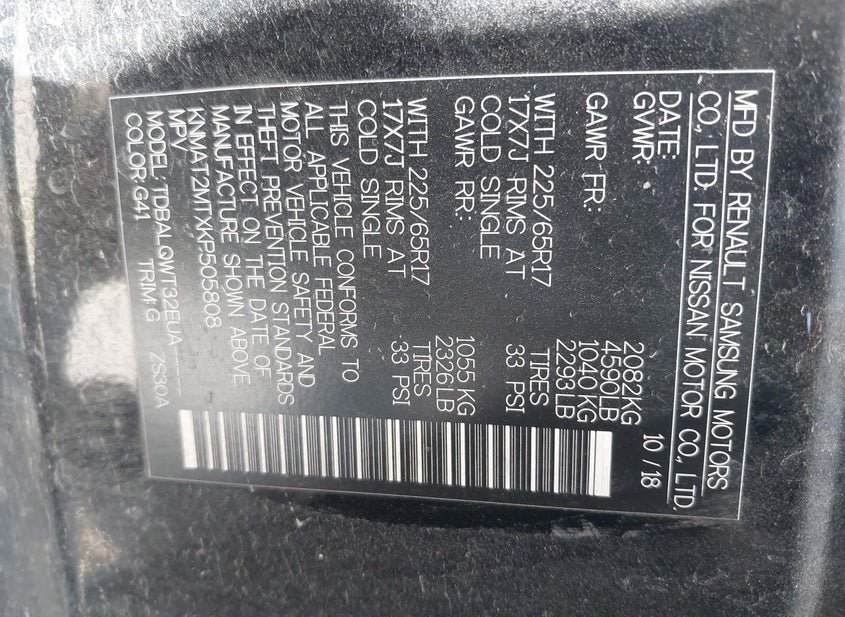 MFD BY RENAULT SAMSUNG MOTORS
CO., LTD. FOR NISSAN MOTOR CO., LTD.
DATE: 10 /18
GVWR: 2082KG
4590LB
GAWR FR: 1040 KG
2293LB
WITH 225/65R17 TIRES
17X7J RIMS AT 33 PSI
COLD SINGLE
GAWR RR: 1055 KG
2326LB
WITH 225/65R17 TIRES
17X7J RIMS AT 33 PSI
COLD SINGLE
THIS VEHICLE CONFORMS TO
ALL APPLICABLE FEDERAL
MOTOR VEHICLE SAFETY AND
THEFT PREVENTION STANDARDS
IN EFFECT ON THE DATE OF
MANUFACTURE SHOWN ABOVE.
KNMAT2MTXKP505808
MPV
MODEL: TDBALQWT32EUA____
COLOR: G41 TRIM: G ZS30A